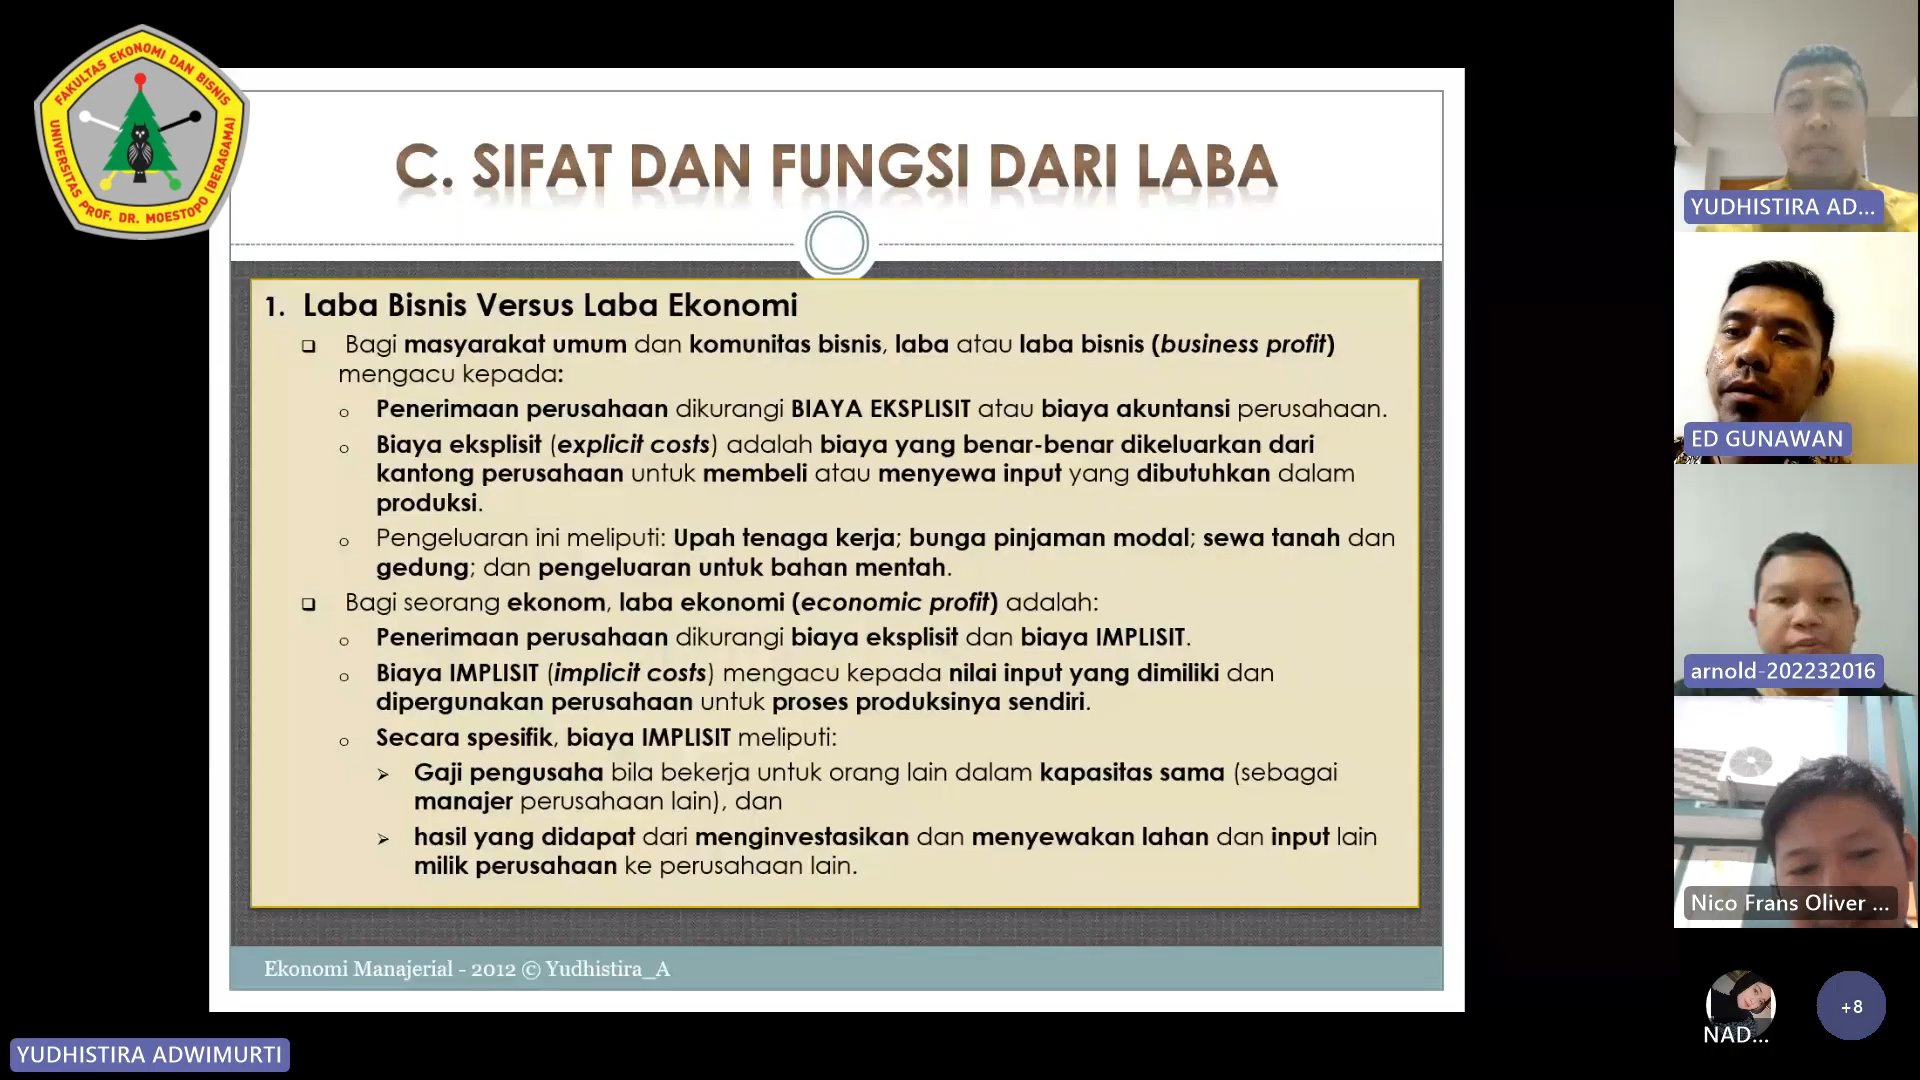 FAKULTAS EKONOMI DAN BISNIS
UNIVERSITAS PROF. DR. MOESTOPO (BERAGAMA)
C. SIFAT DAN FUNGSI DARI LABA
1. Laba Bisnis Versus Laba Ekonomi
❑ Bagi masyarakat umum dan komunitas bisnis, laba atau laba bisnis (business profit)
mengacu kepada:
o Penerimaan perusahaan dikurangi BIAYA EKSPLISIT atau biaya akuntansi perusahaan.
o Biaya eksplisit (explicit costs) adalah biaya yang benar-benar dikeluarkan dari
kantong perusahaan untuk membeli atau menyewa input yang dibutuhkan dalam
produksi.
o Pengeluaran ini meliputi: Upah tenaga kerja; bunga pinjaman modal; sewa tanah dan
gedung; dan pengeluaran untuk bahan mentah.
❑ Bagi seorang ekonom, laba ekonomi (economic profit) adalah:
o Penerimaan perusahaan dikurangi biaya eksplisit dan biaya IMPLISIT.
o Biaya IMPLISIT (implicit costs) mengacu kepada nilai input yang dimiliki dan
dipergunakan perusahaan untuk proses produksinya sendiri.
o Secara spesifik, biaya IMPLISIT meliputi:
➢ Gaji pengusaha bila bekerja untuk orang lain dalam kapasitas sama (sebagai
manajer perusahaan lain), dan
➢ hasil yang didapat dari menginvestasikan dan menyewakan lahan dan input lain
milik perusahaan ke perusahaan lain.
Ekonomi Manajerial - 2012 © Yudhistira_A
YUDHISTIRA ADWIMURTI
YUDHISTIRA AD...
ED GUNAWAN
arnold-202232016
Nico Frans Oliver ...
NAD...
+8